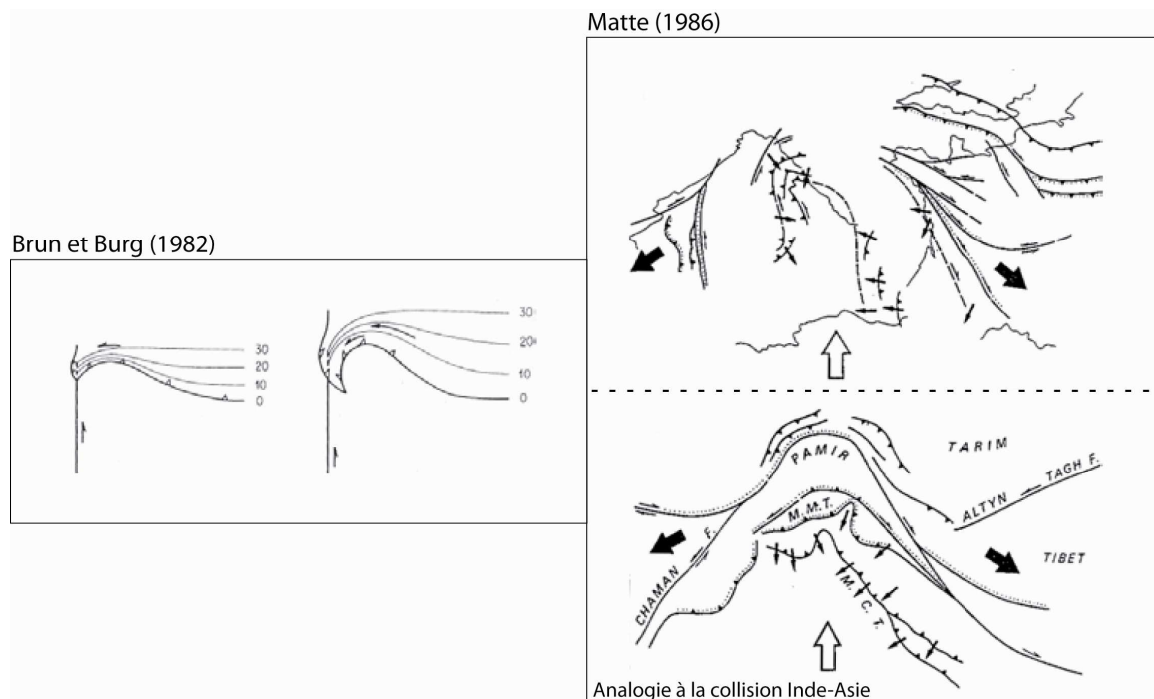 Matte (1986)
Brun et Burg (1982)
30
20
10
0
30
20
10
0
PAMIR
TARIM
M.M.T.
ALTYN TAGH F.
CHAMAN F.
TIBET
M.C.T.
Analogie à la collision Inde-Asie